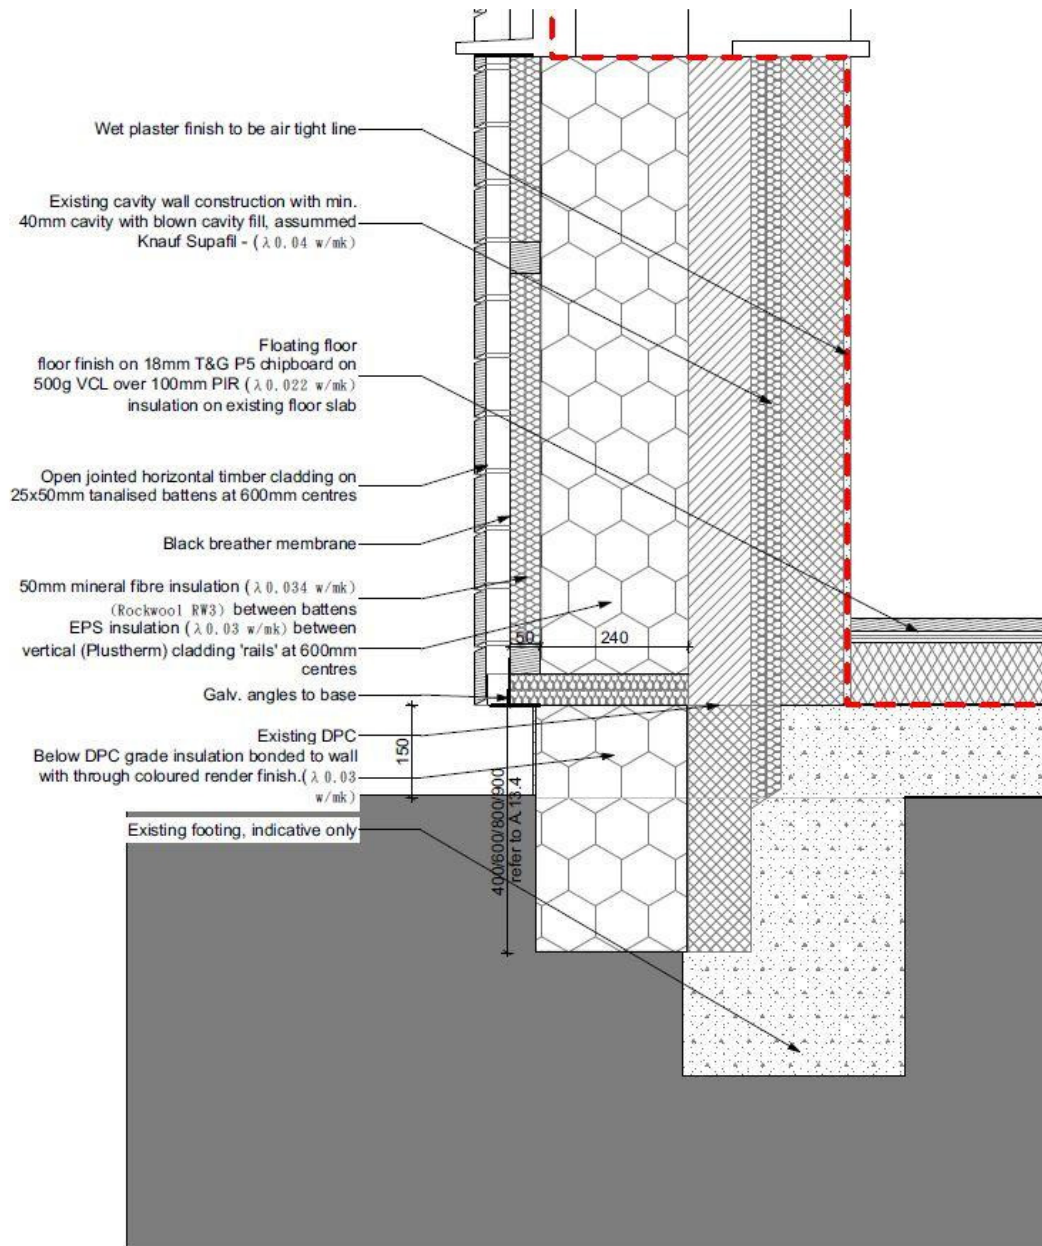 Wet plaster finish to be air tight line
Existing cavity wall construction with min.
40mm cavity with blown cavity fill, assummed
Knauf Supafil - (λ0.04 w/mk)
Floating floor
floor finish on 18mm T&G P5 chipboard on
500g VCL over 100mm PIR (λ0.022 w/mk)
insulation on existing floor slab
Open jointed horizontal timber cladding on
25x50mm tanalised battens at 600mm centres
Black breather membrane
50mm mineral fibre insulation (λ0.034 w/mk)
(Rockwool RW3) between battens
EPS insulation (λ0.03 w/mk) between
vertical (Plustherm) cladding 'rails' at 600mm
centres
50
240
Galv. angles to base
Existing DPC
Below DPC grade insulation bonded to wall
with through coloured render finish.(λ0.03
w/mk)
150
400/600/800/900
refer to A.13.4
Existing footing, indicative only